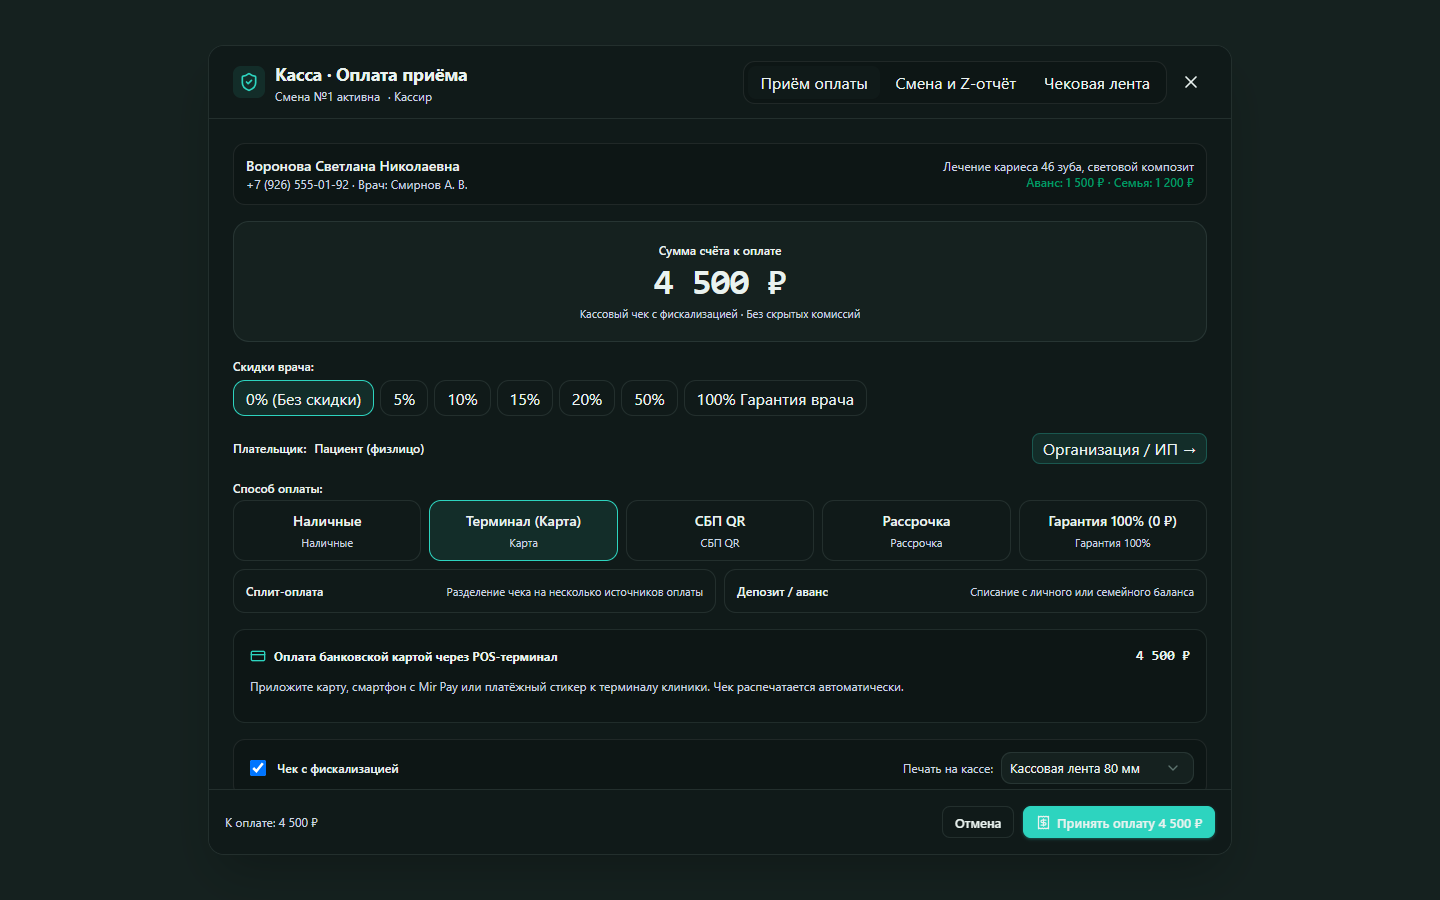 Касса · Оплата приёма
Смена №1 активна · Кассир
Приём оплаты
Смена и Z-отчёт
Чековая лента
Воронова Светлана Николаевна
+7 (926) 555-01-92 · Врач: Смирнов А. В.
Лечение кариеса 46 зуба, световой композит
Аванс: 1 500 ₽ · Семья: 1 200 ₽
Сумма счёта к оплате
4 500 ₽
Кассовый чек с фискализацией · Без скрытых комиссий
Скидки врача:
0% (Без скидки)
5%
10%
15%
20%
50%
100% Гарантия врача
Плательщик: Пациент (физлицо)
Организация / ИП →
Способ оплаты:
Наличные
Наличные
Терминал (Карта)
Карта
СБП QR
СБП QR
Рассрочка
Рассрочка
Гарантия 100% (0 ₽)
Гарантия 100%
Сплит-оплата
Разделение чека на несколько источников оплаты
Депозит / аванс
Списание с личного или семейного баланса
Оплата банковской картой через POS-терминал
4 500 ₽
Приложите карту, смартфон с Mir Pay или платёжный стикер к терминалу клиники. Чек распечатается автоматически.
Чек с фискализацией
Печать на кассе:
Кассовая лента 80 мм
К оплате: 4 500 ₽
Отмена
Принять оплату 4 500 ₽